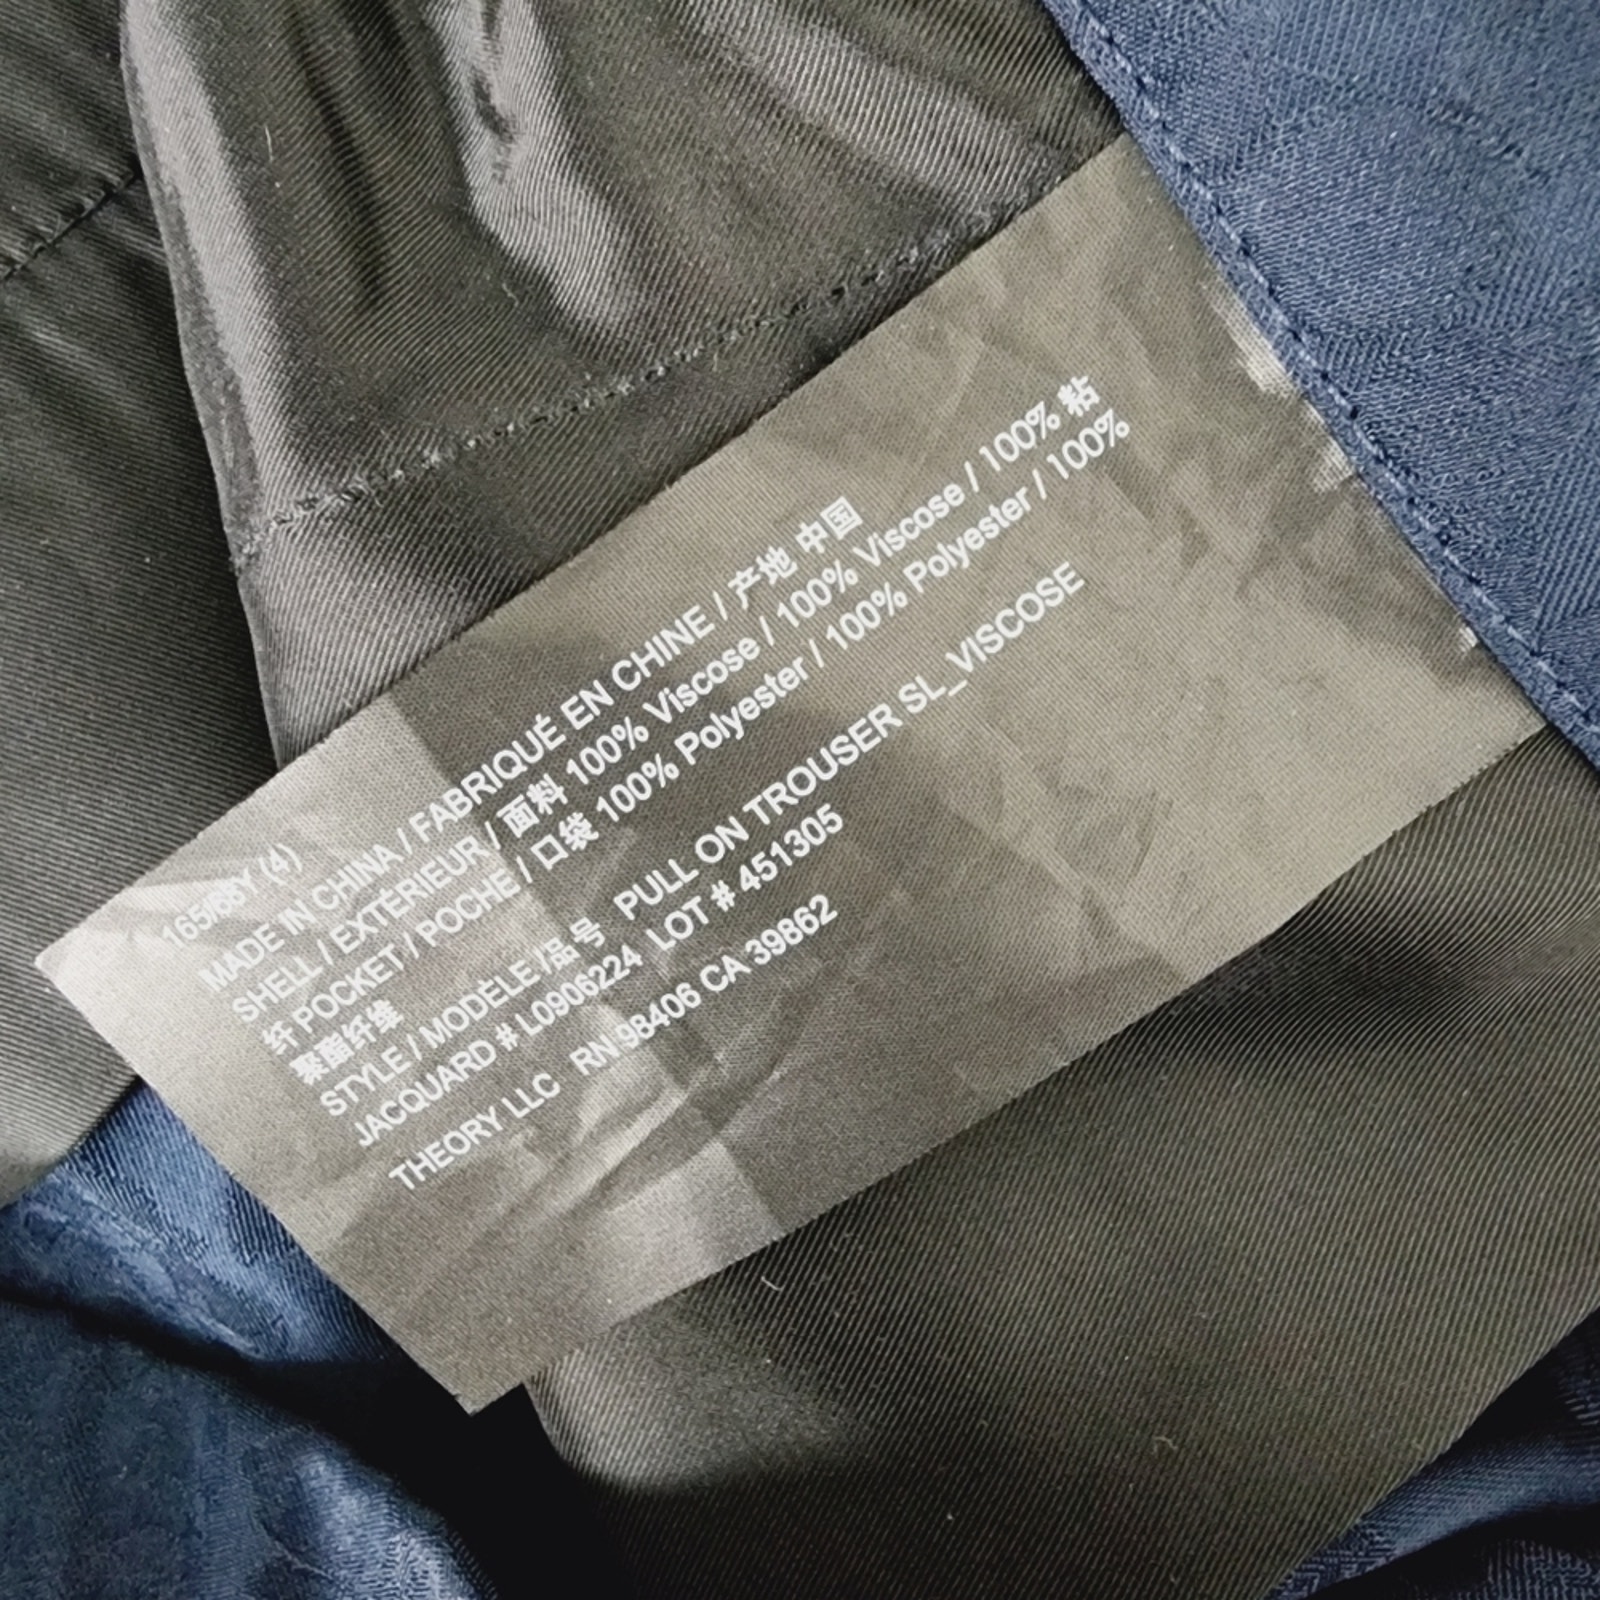 165/68Y (4)
MADE IN CHINA / FABRIQUÉ EN CHINE / 产地 中国
SHELL / EXTÉRIEUR / 面料 100% Viscose / 100% Viscose / 100% 粘
纤 POCKET / POCHE / 口袋 100% Polyester / 100% Polyester / 100%
聚酯纤维
STYLE / MODÈLE /品号 PULL ON TROUSER SL_VISCOSE
JACQUARD # L0906224 LOT # 451305
THEORY LLC RN 98406 CA 39862